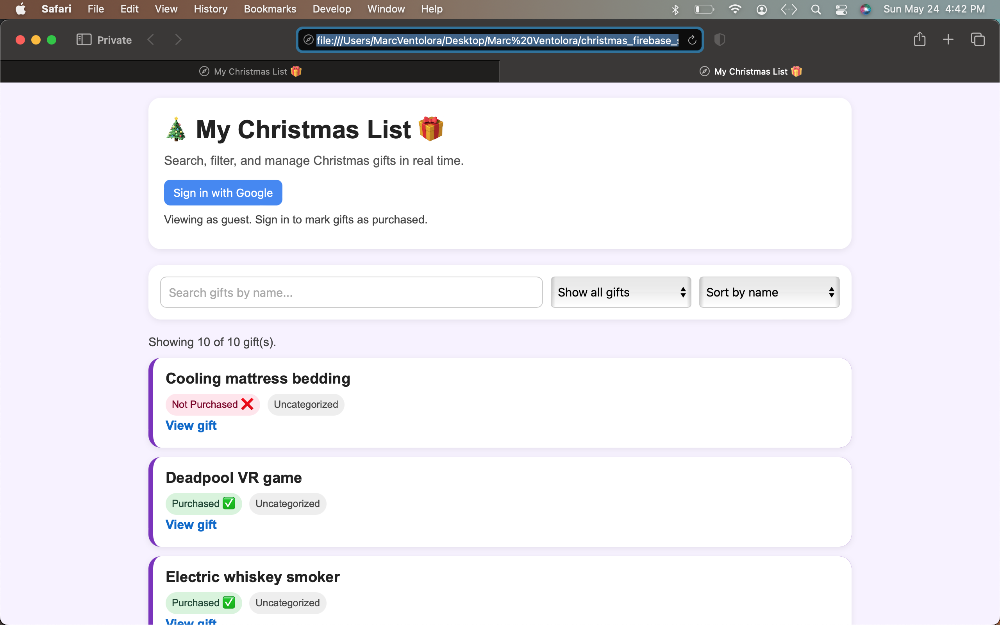 Safari File Edit View History Bookmarks Develop Window Help Sun May 24 4:42 PM
Private file:///Users/MarcVentolora/Desktop/Marc%20Ventolora/christmas_firebase_s
My Christmas List 🎁 My Christmas List 🎁
🎄 My Christmas List 🎁
Search, filter, and manage Christmas gifts in real time.
Sign in with Google
Viewing as guest. Sign in to mark gifts as purchased.
Search gifts by name... Show all gifts Sort by name
Showing 10 of 10 gift(s).
Cooling mattress bedding
Not Purchased ❌ Uncategorized
View gift
Deadpool VR game
Purchased ✅ Uncategorized
View gift
Electric whiskey smoker
Purchased ✅ Uncategorized
View gift